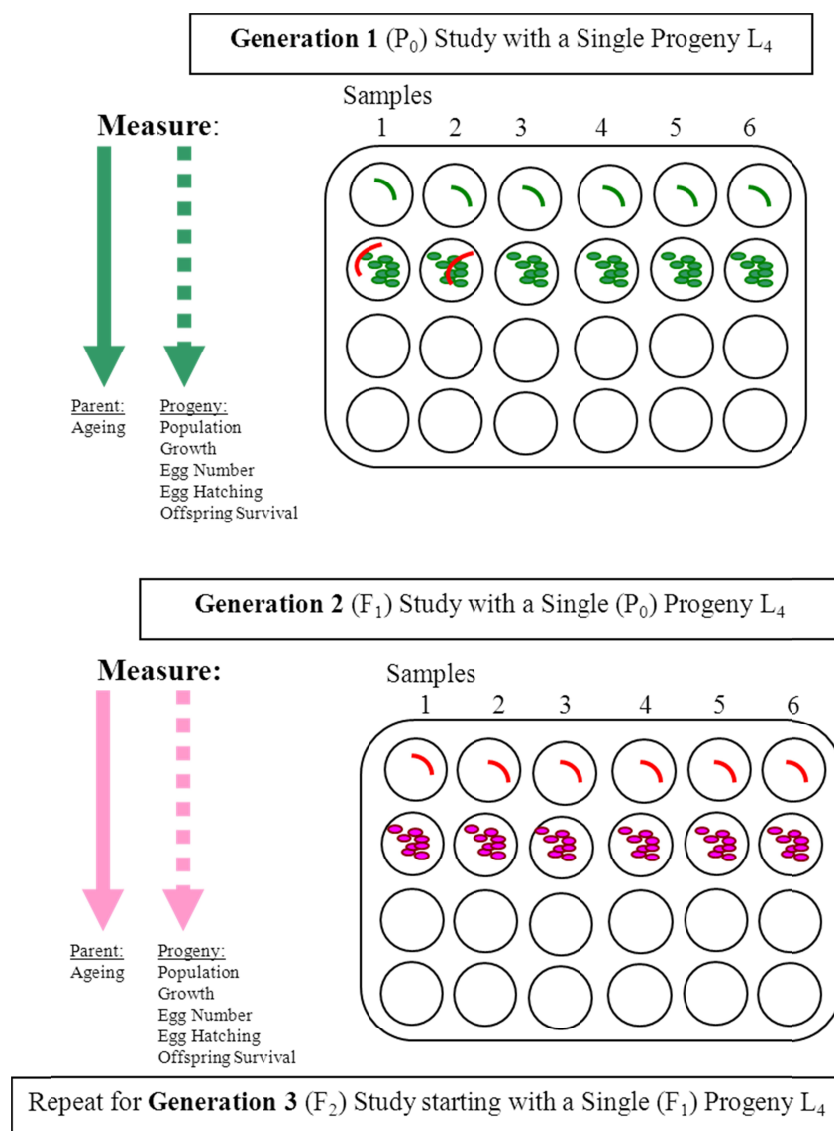 Generation 1 (P₀) Study with a Single Progeny L₄
Samples
Measure:
1 2 3 4 5 6
Parent:
Ageing
Progeny:
Population
Growth
Egg Number
Egg Hatching
Offspring Survival
Generation 2 (F₁) Study with a Single (P₀) Progeny L₄
Measure:
Samples
1 2 3 4 5 6
Parent:
Ageing
Progeny:
Population
Growth
Egg Number
Egg Hatching
Offspring Survival
Repeat for Generation 3 (F₂) Study starting with a Single (F₁) Progeny L₄